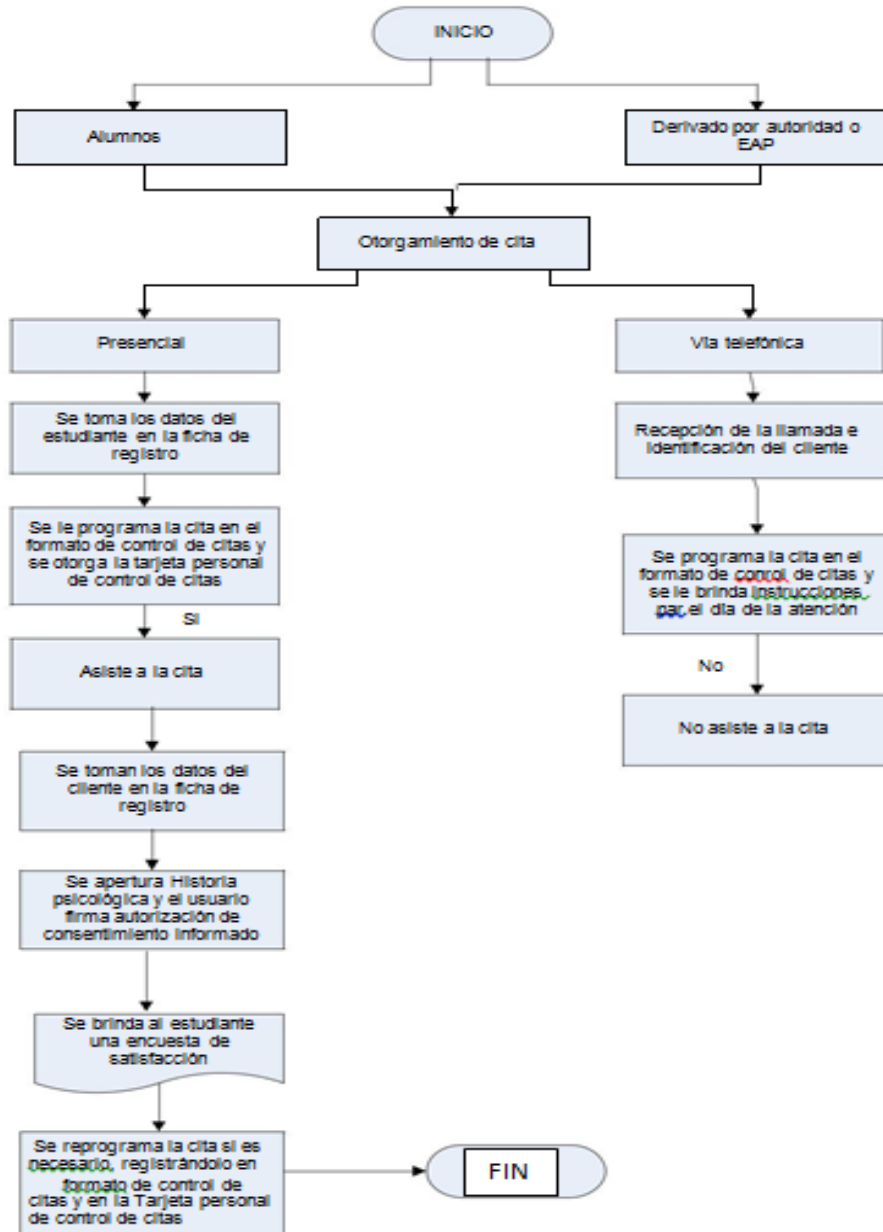 INICIO
Alumnos
Derivado por autoridad o
EAP
Otorgamiento de cita
Presencial
Vía telefónica
Se toma los datos del
estudiante en la ficha de
registro
Recepción de la llamada e
identificación del cliente
Se le programa la cita en el
formato de control de citas y
se otorga la tarjeta personal
de control de citas
Se programa la cita en el
formato de conrol de citas y
se le brinda instrucciones
par el día de la atención
Si
No
Asiste a la cita
No asiste a la cita
Se toman los datos del
cliente en la ficha de
registro
Se apertura Historia
psicológica y el usuario
firma autorización de
consentimiento informado
Se brinda al estudiante
una encuesta de
satisfacción
Se reprograma la cita si es
necesario, registrándolo en
formato de control de
citas y en la Tarjeta personal
de control de citas
FIN